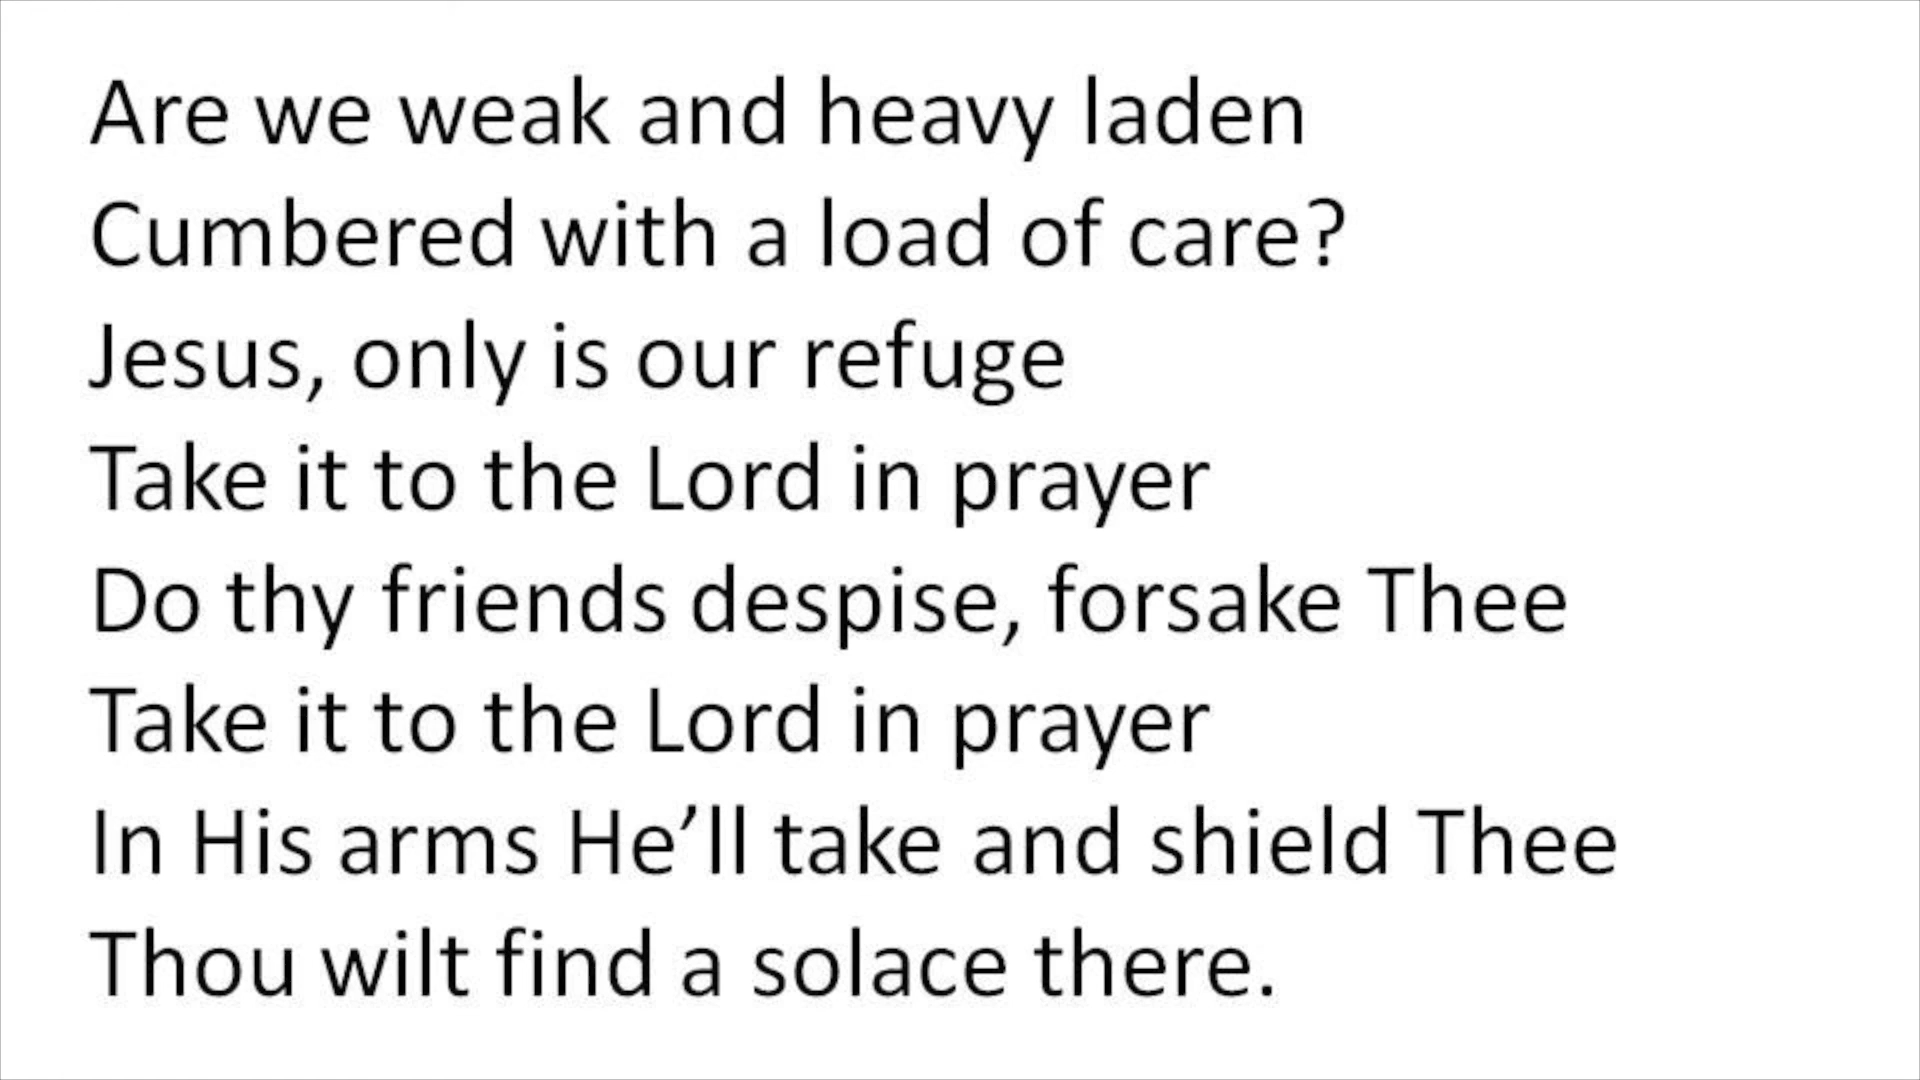 Are we weak and heavy laden
Cumbered with a load of care?
Jesus, only is our refuge
Take it to the Lord in prayer
Do thy friends despise, forsake Thee
Take it to the Lord in prayer
In His arms He’ll take and shield Thee
Thou wilt find a solace there.